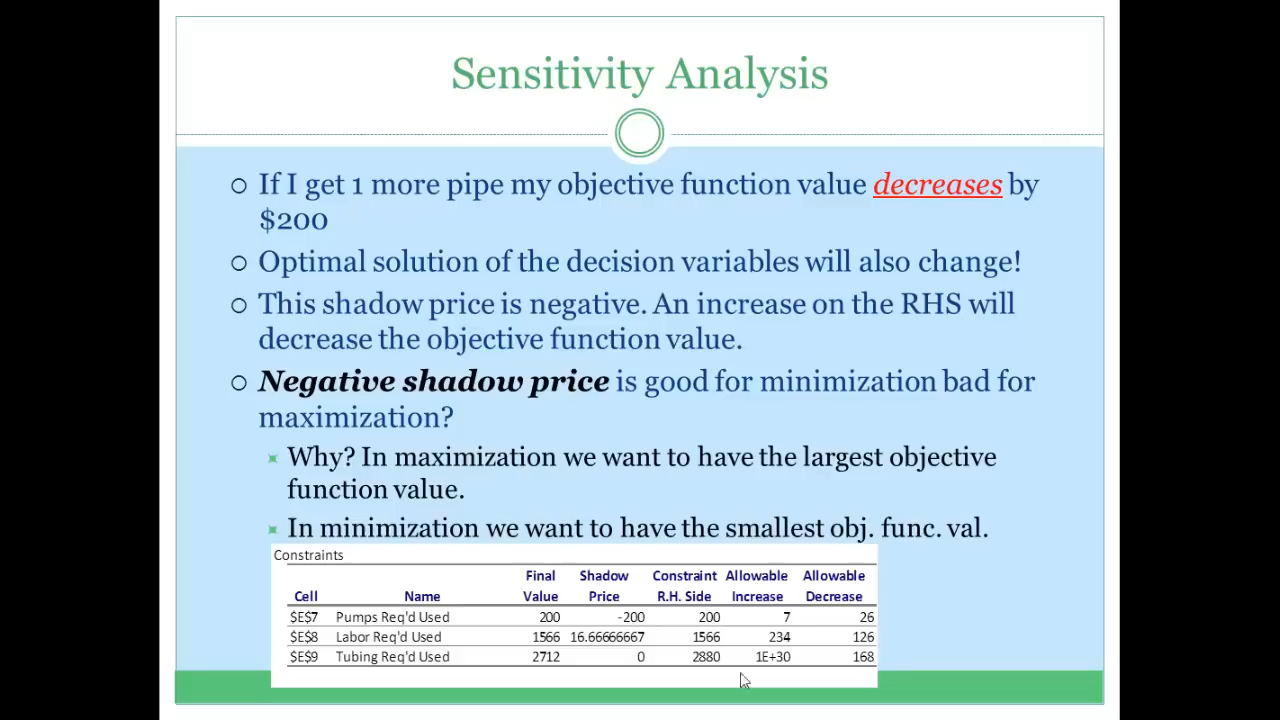 Sensitivity Analysis
If I get 1 more pipe my objective function value decreases by
$200
Optimal solution of the decision variables will also change!
This shadow price is negative. An increase on the RHS will
decrease the objective function value.
Negative shadow price is good for minimization bad for
maximization?
Why? In maximization we want to have the largest objective
function value.
In minimization we want to have the smallest obj. func. val.
Constraints
Final Shadow Constraint Allowable Allowable
Cell Name Value Price R.H. Side Increase Decrease
$E$7 Pumps Req'd Used 200 -200 200 7 26
$E$8 Labor Req'd Used 1566 16.66666667 1566 234 126
$E$9 Tubing Req'd Used 2712 0 2880 1E+30 168